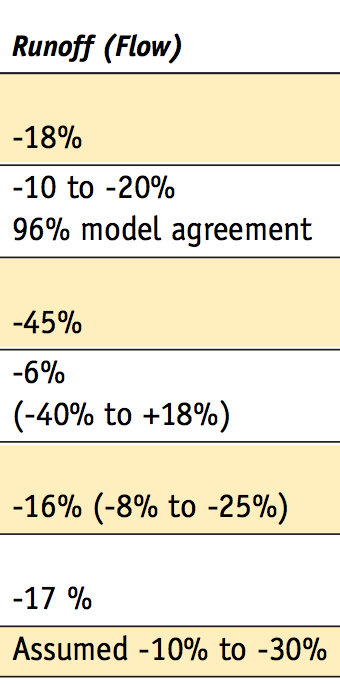 Runoff (Flow)
-18%
-10 to -20%
96% model agreement
-45%
-6%
(-40% to +18%)
-16% (-8% to -25%)
-17 %
Assumed -10% to -30%